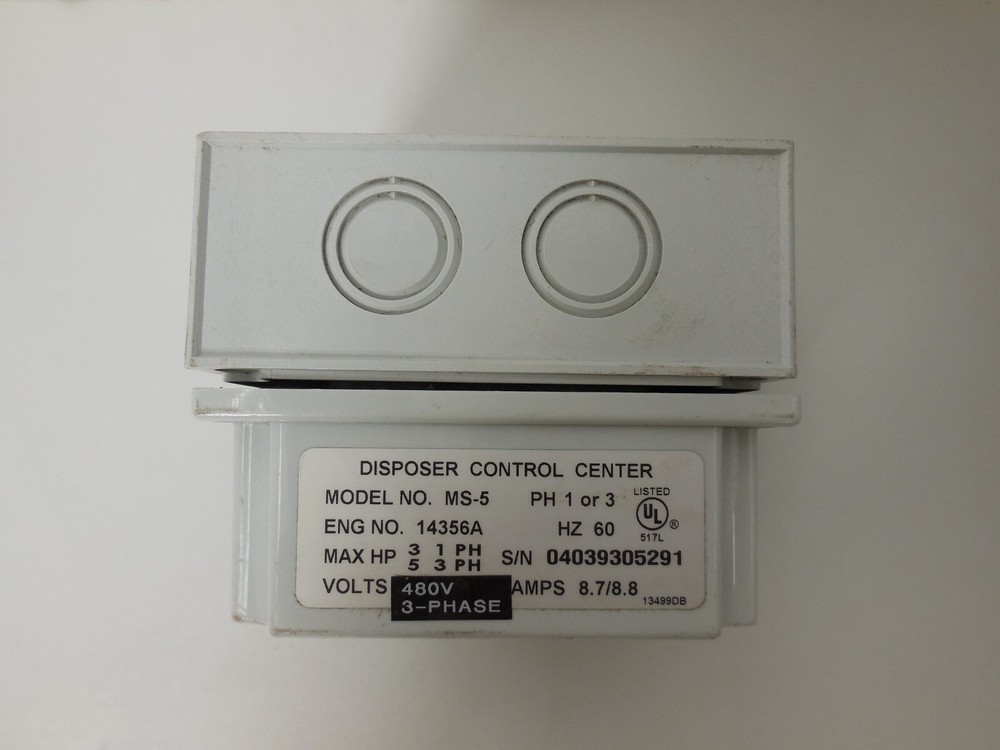 DISPOSER CONTROL CENTER
MODEL NO. MS-5 PH 1 or 3
LISTED
UL ®
517L
ENG NO. 14356A HZ 60
MAX HP 3 1 PH
5 3 PH
S/N 04039305291
VOLTS 480V
3-PHASE
AMPS 8.7/8.8
13499DB